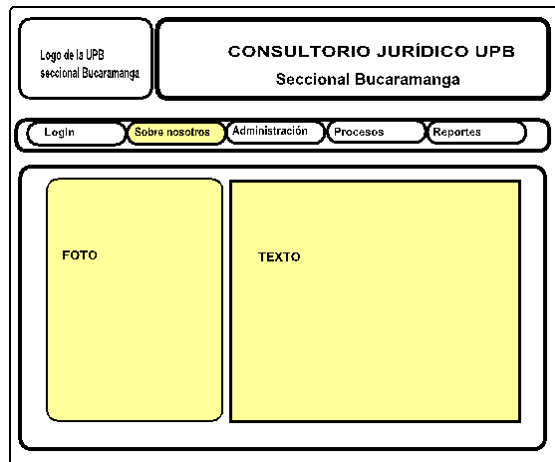 Logo de la UPB
seccional Bucaramanga
CONSULTORIO JURÍDICO UPB
Seccional Bucaramanga
LogIn
Sobre nosotros
Administración
Procesos
Reportes
FOTO
TEXTO